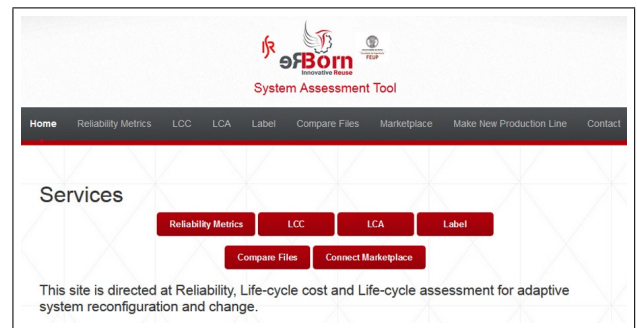 reBorn
Innovative Reuse
FEUP
System Assessment Tool
Home Reliability Metrics LCC LCA Label Compare Files Marketplace Make New Production Line Contact
Services
Reliability Metrics LCC LCA Label
Compare Files Connect Marketplace
This site is directed at Reliability, Life-cycle cost and Life-cycle assessment for adaptive
system reconfiguration and change.